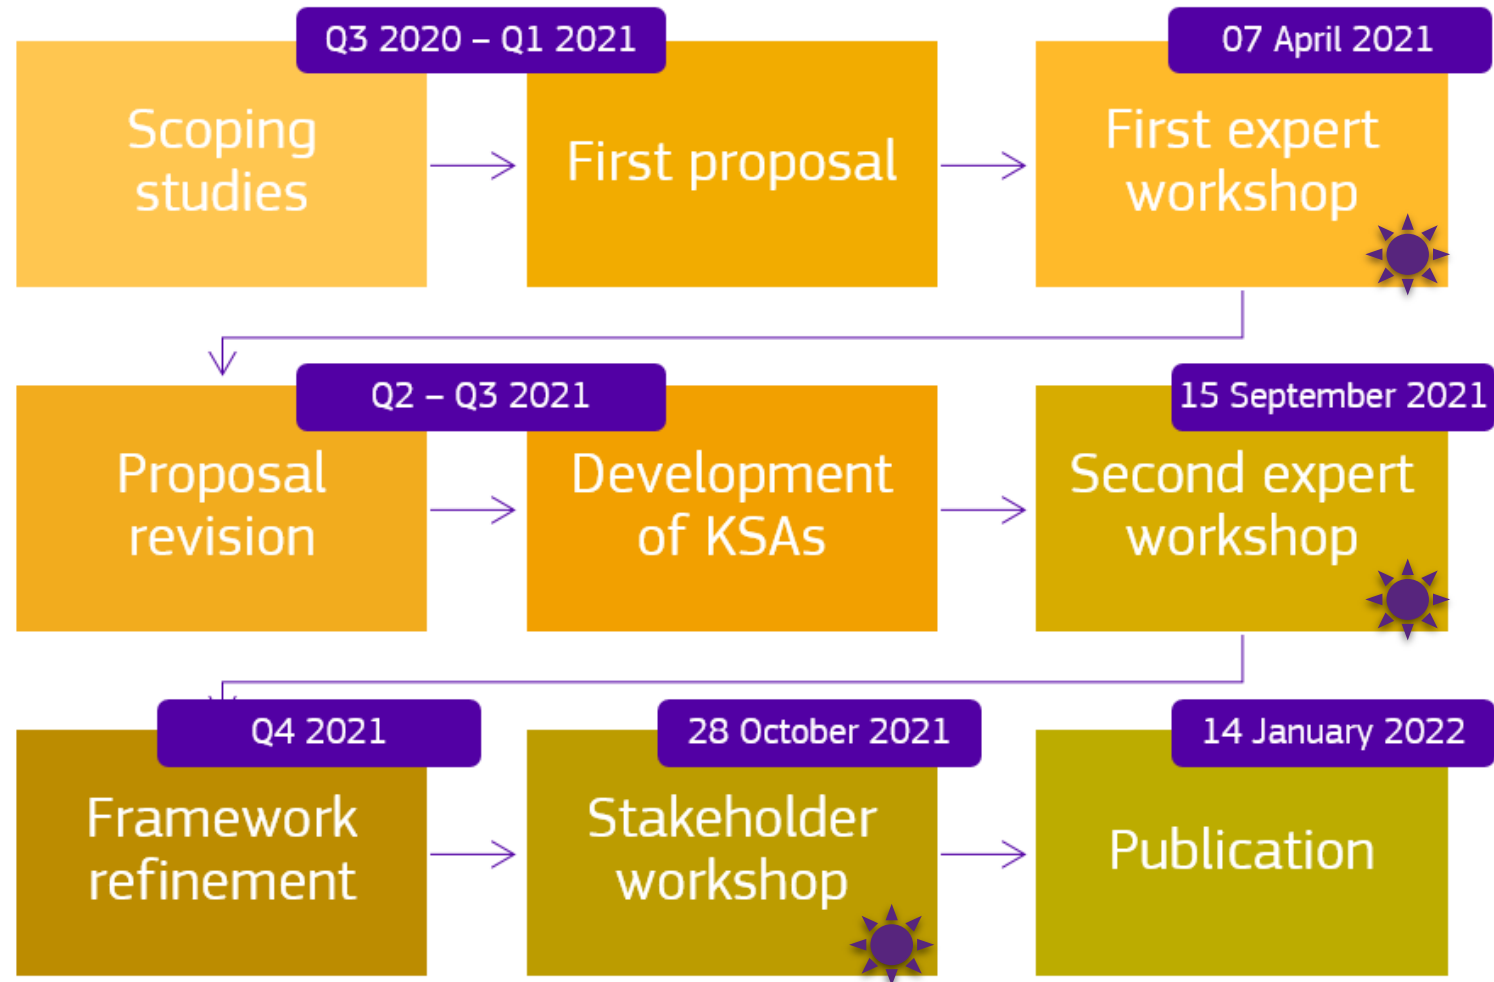 Q3 2020 – Q1 2021
07 April 2021
Scoping
studies
First proposal
First expert
workshop
Q2 – Q3 2021
15 September 2021
Proposal
revision
Development
of KSAs
Second expert
workshop
Q4 2021
28 October 2021
14 January 2022
Framework
refinement
Stakeholder
workshop
Publication